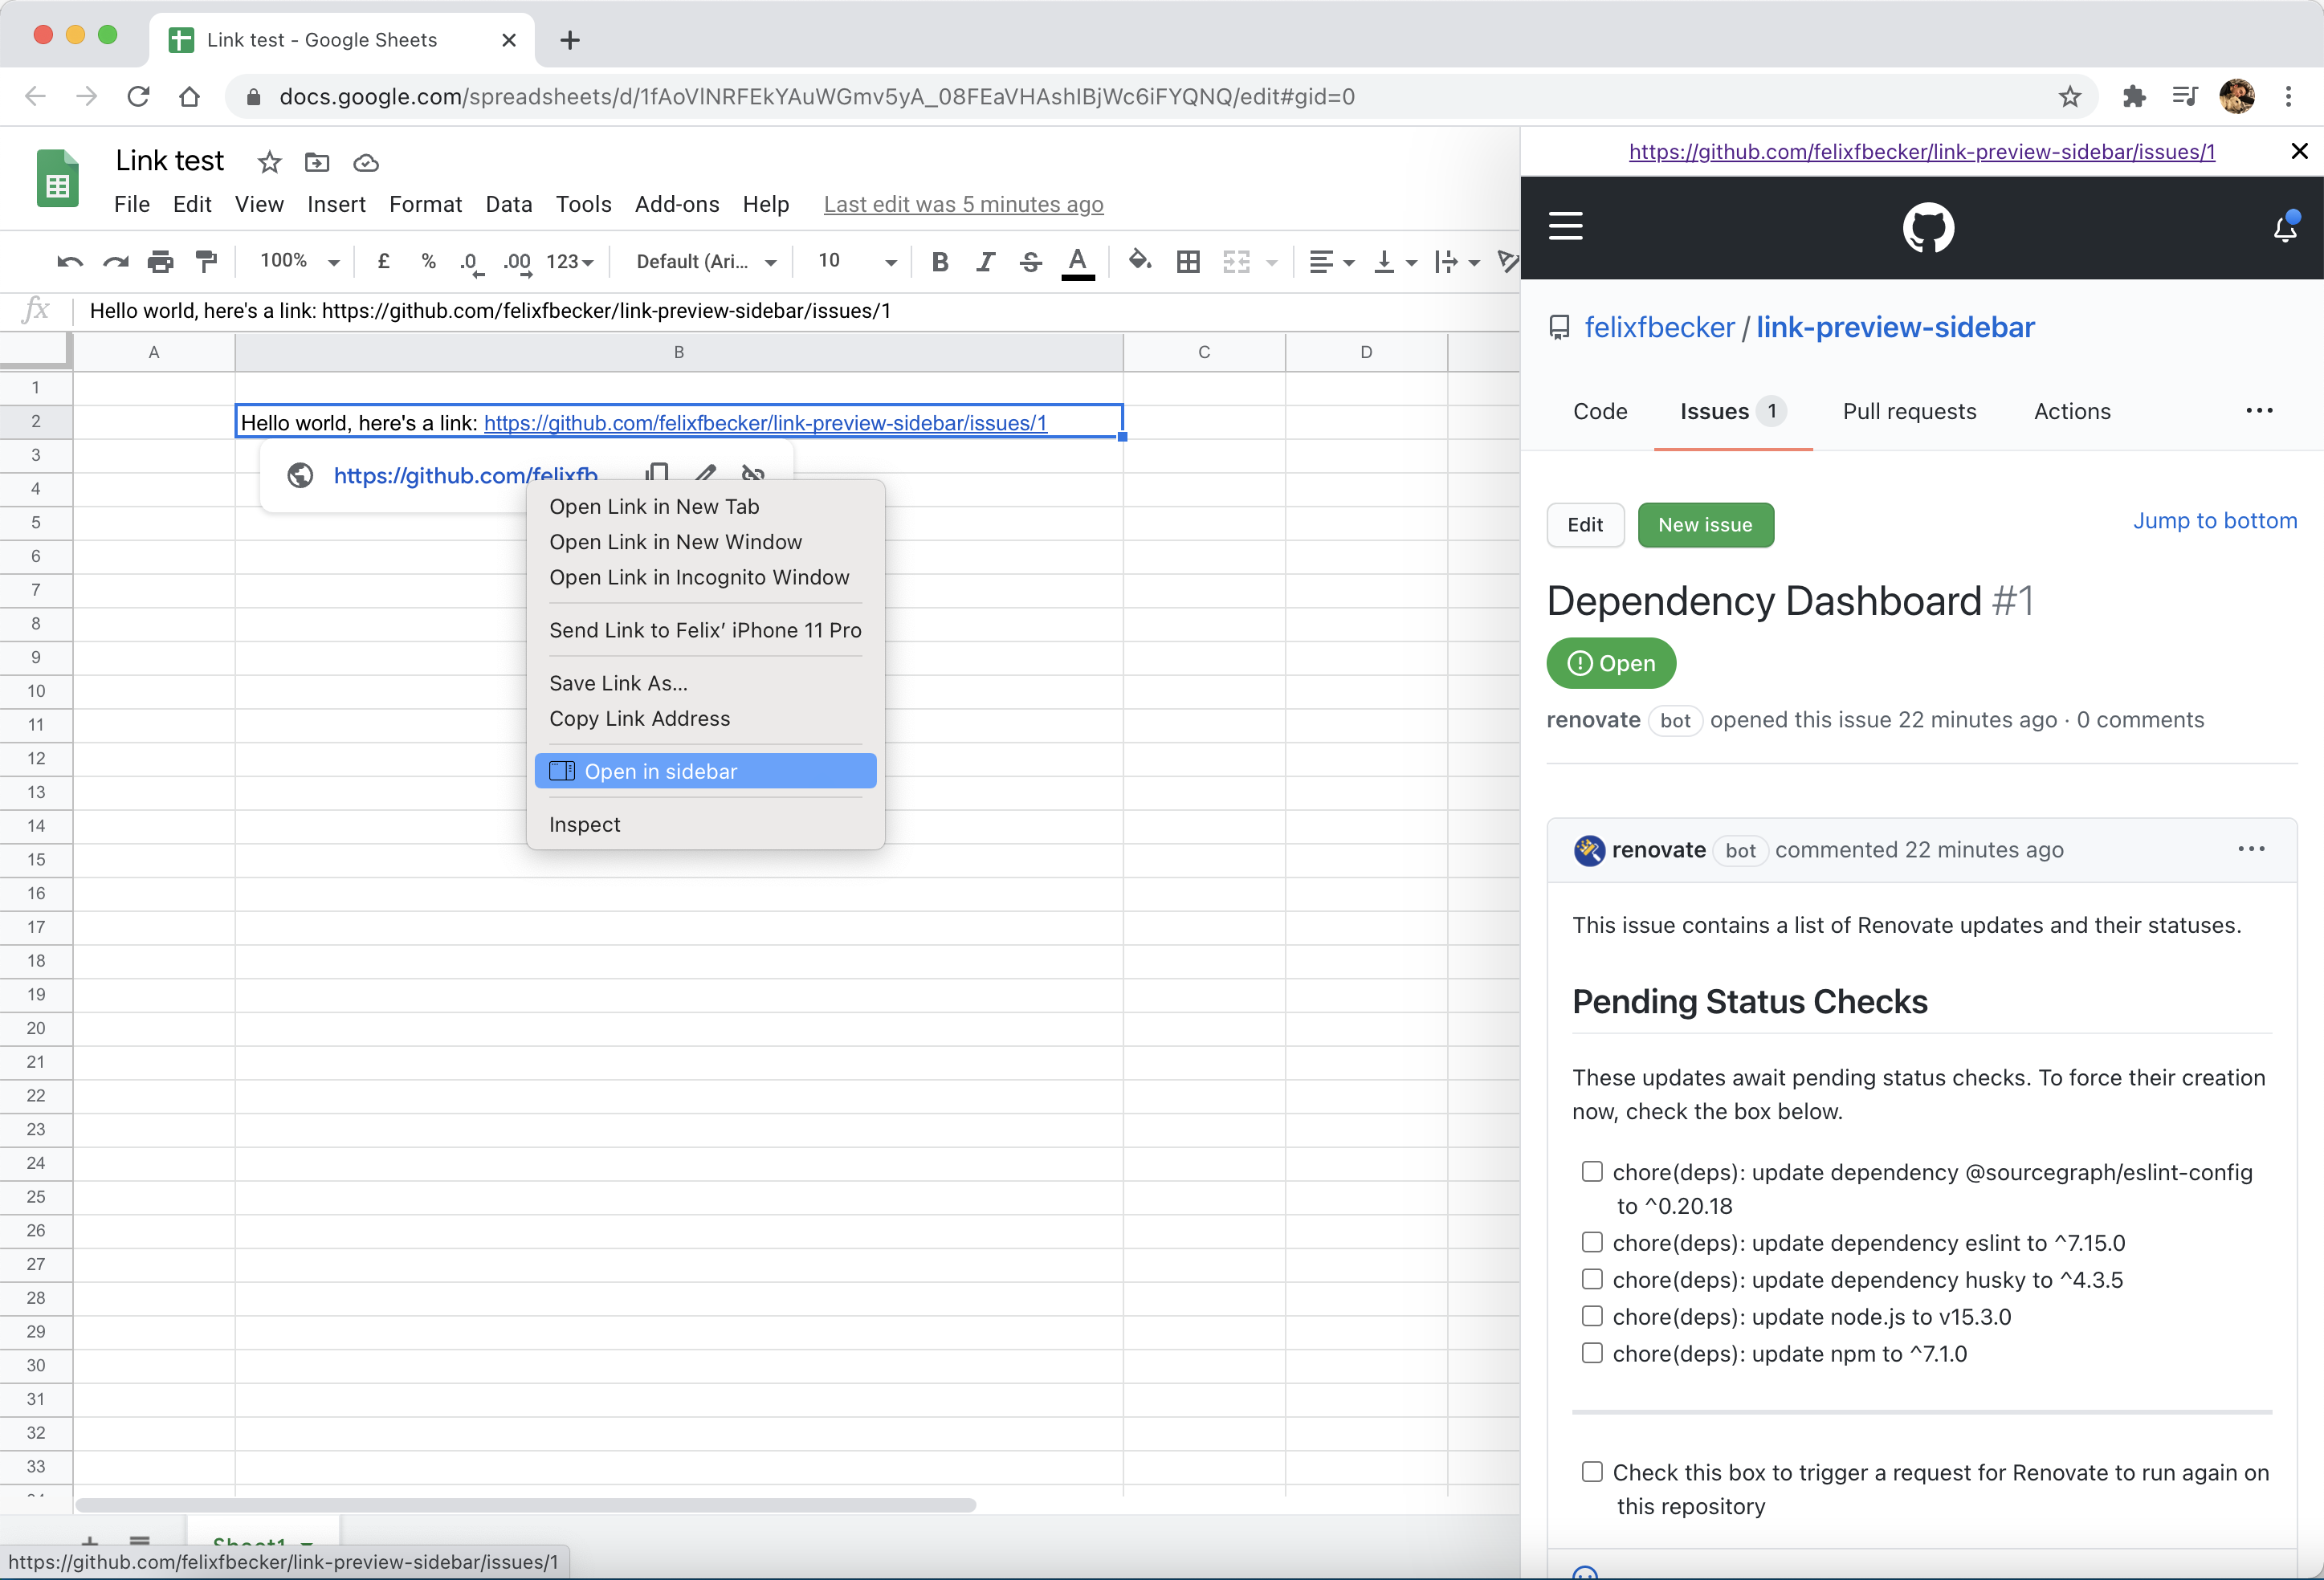 Link test - Google Sheets
docs.google.com/spreadsheets/d/1fAoVlNRFEkYAuWGmv5yA_08FEaVHAshIBjWc6iFYQNQ/edit#gid=0
Link test
File Edit View Insert Format Data Tools Add-ons Help Last edit was 5 minutes ago
100% £ % .0 .00 123 Default (Ari... 10 B I S A
fx Hello world, here's a link: https://github.com/felixfbecker/link-preview-sidebar/issues/1
A B C D
1
2 Hello world, here's a link: https://github.com/felixfbecker/link-preview-sidebar/issues/1
3
https://github.com/felixfb
4
5
6
7
8
9
10
11
12
13
14
15
16
17
18
19
20
21
22
23
24
25
26
27
28
29
30
31
32
33
Open Link in New Tab
Open Link in New Window
Open Link in Incognito Window
Send Link to Felix’ iPhone 11 Pro
Save Link As...
Copy Link Address
Open in sidebar
Inspect
Sheet1
https://github.com/felixfbecker/link-preview-sidebar/issues/1
https://github.com/felixfbecker/link-preview-sidebar/issues/1
felixfbecker / link-preview-sidebar
Code Issues 1 Pull requests Actions
Edit New issue Jump to bottom
Dependency Dashboard #1
Open
renovate bot opened this issue 22 minutes ago · 0 comments
renovate bot commented 22 minutes ago
This issue contains a list of Renovate updates and their statuses.
Pending Status Checks
These updates await pending status checks. To force their creation
now, check the box below.
chore(deps): update dependency @sourcegraph/eslint-config
to ^0.20.18
chore(deps): update dependency eslint to ^7.15.0
chore(deps): update dependency husky to ^4.3.5
chore(deps): update node.js to v15.3.0
chore(deps): update npm to ^7.1.0
Check this box to trigger a request for Renovate to run again on
this repository